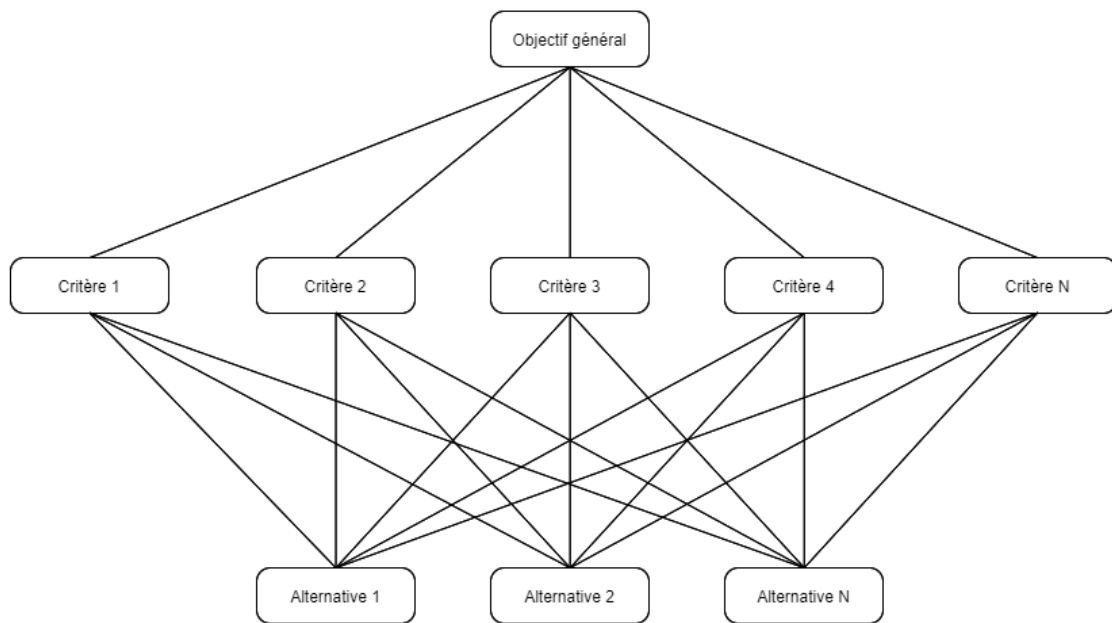 Objectif général
Critère 1
Critère 2
Critère 3
Critère 4
Critère N
Alternative 1
Alternative 2
Alternative N